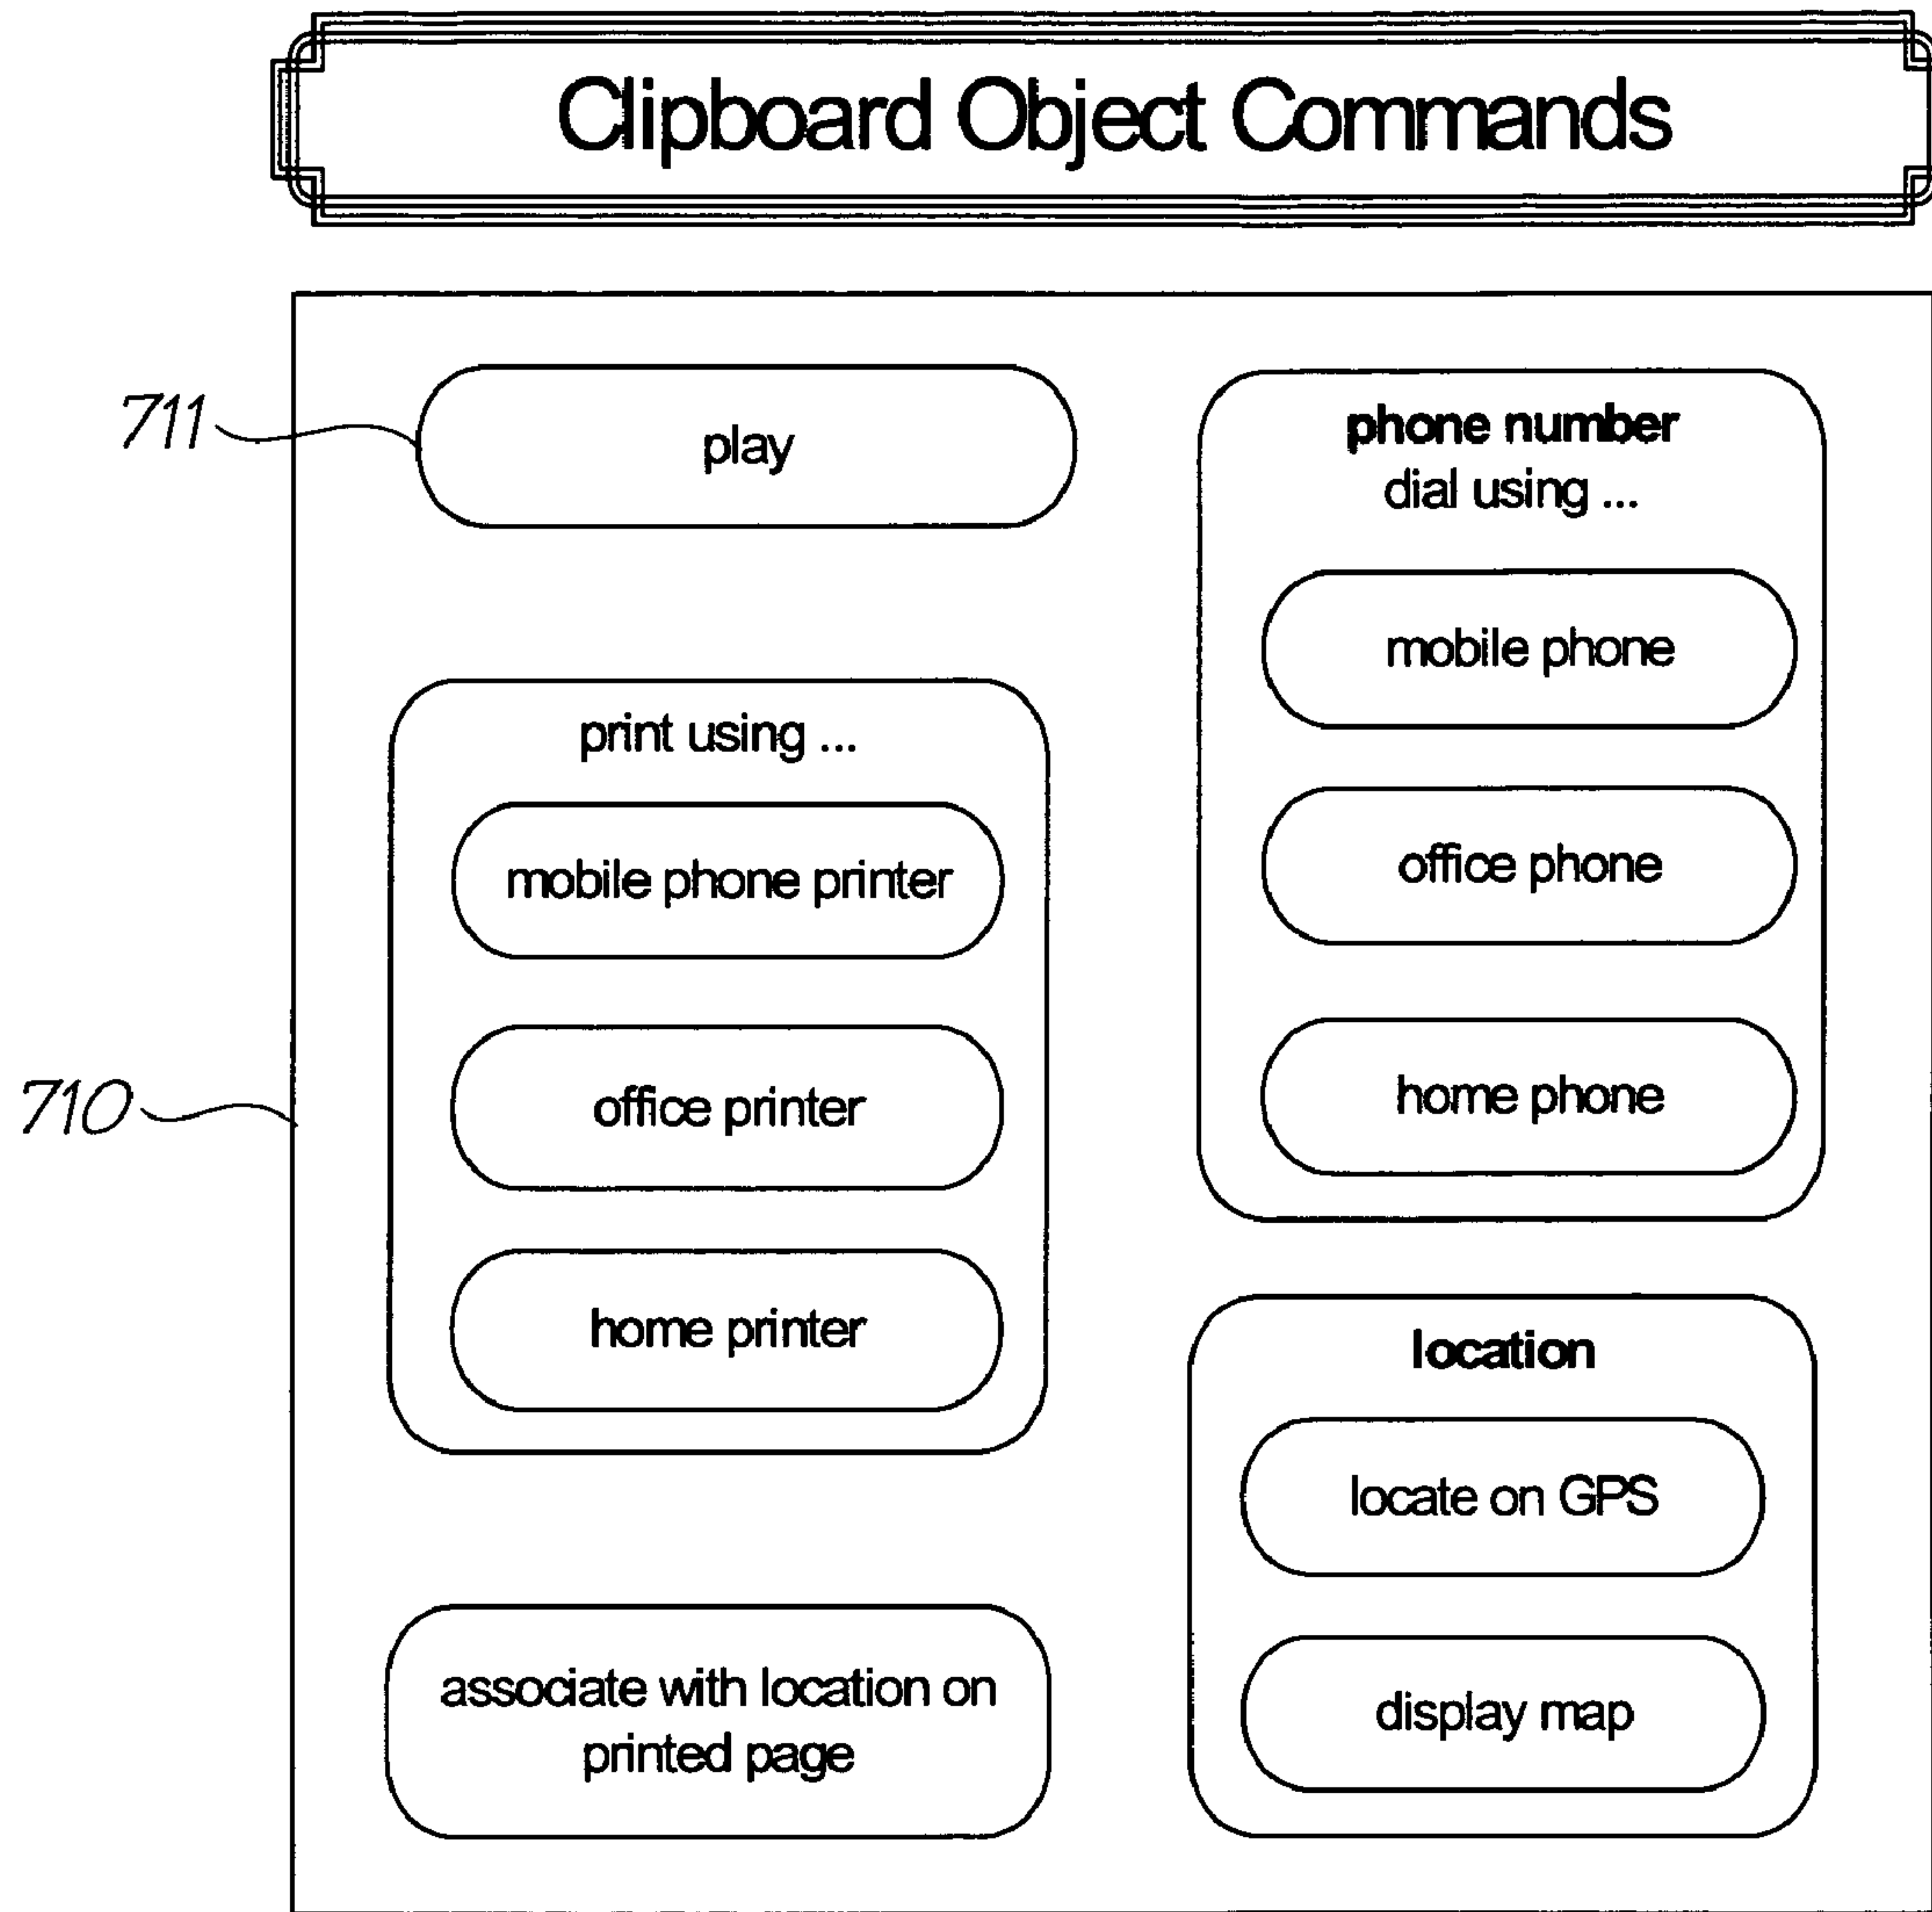 Clipboard Object Commands
711
play
print using ...
mobile phone printer
office printer
home printer
710
associate with location on
printed page
phone number
dial using ...
mobile phone
office phone
home phone
location
locate on GPS
display map